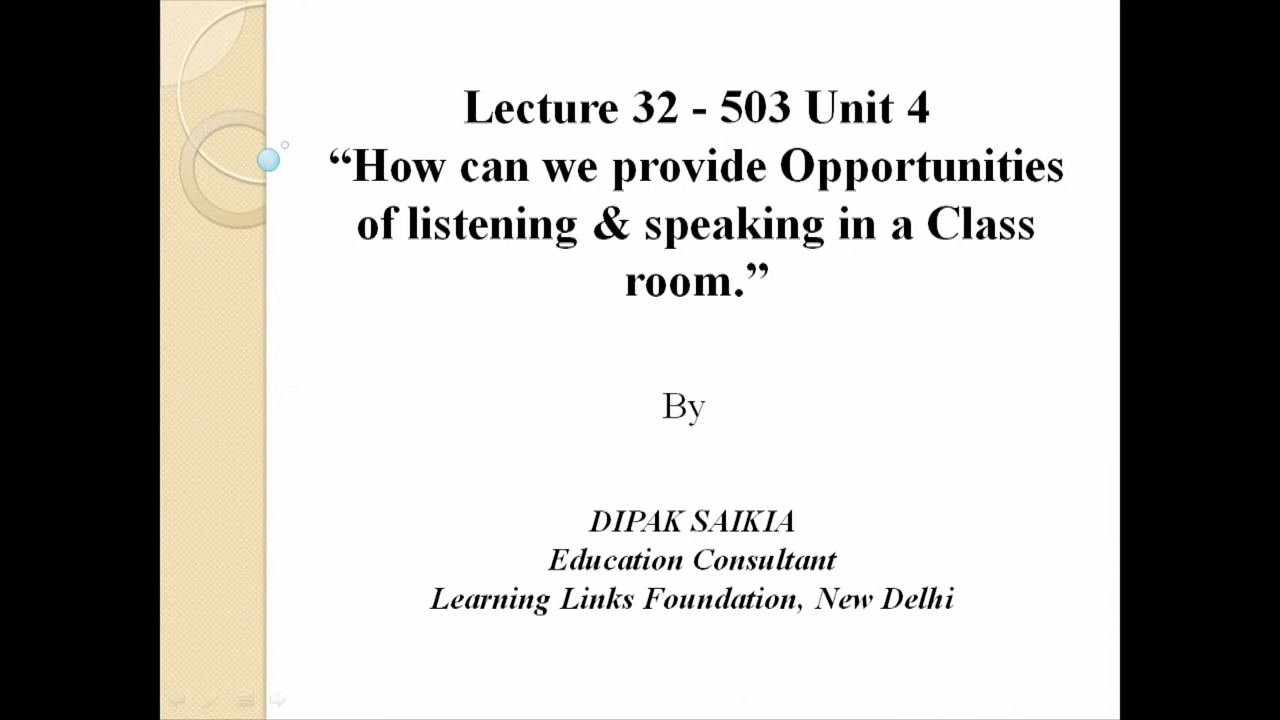 Lecture 32 - 503 Unit 4
“How can we provide Opportunities
of listening & speaking in a Class
room.”
By
DIPAK SAIKIA
Education Consultant
Learning Links Foundation, New Delhi